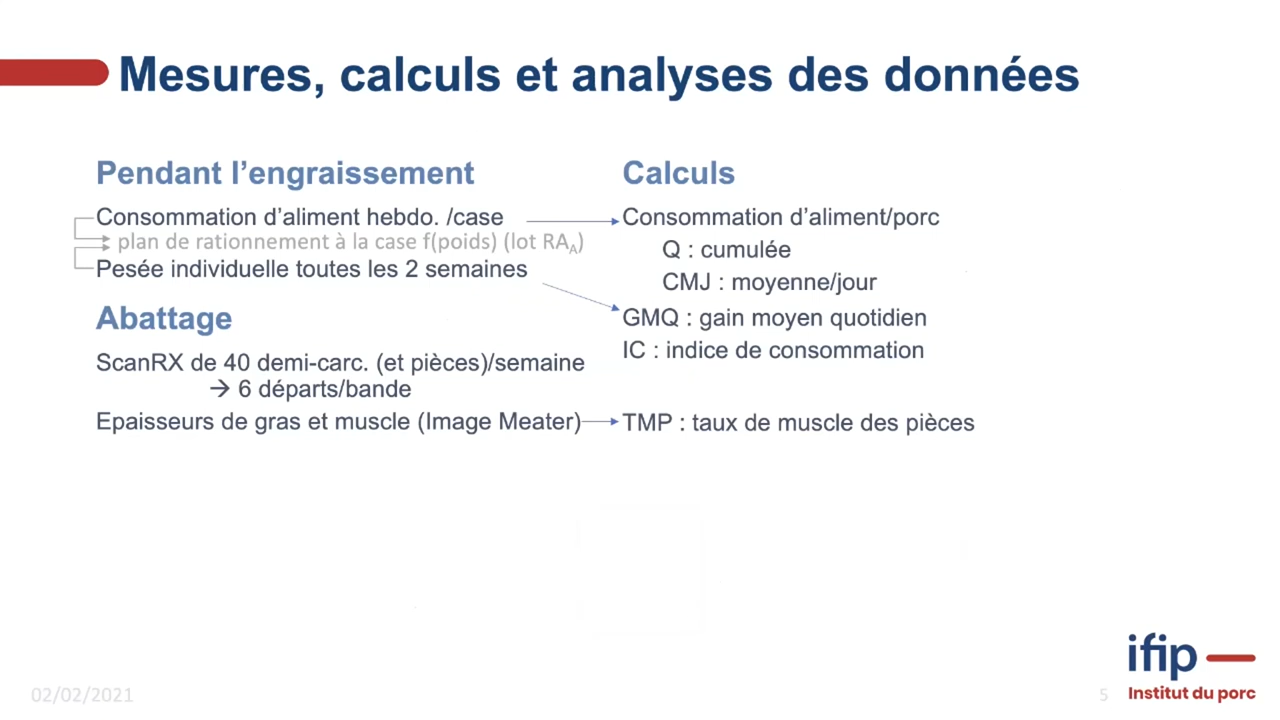 Mesures, calculs et analyses des données
Pendant l'engraissement
Consommation d'aliment hebdo. /case
plan de rationnement à la case f(poids) (lot RAA)
Pesée individuelle toutes les 2 semaines
Abattage
ScanRX de 40 demi-carc. (et pièces)/semaine
→ 6 départs/bande
Epaisseurs de gras et muscle (Image Meater)
Calculs
Consommation d'aliment/porc
Q : cumulée
CMJ : moyenne/jour
GMQ : gain moyen quotidien
IC : indice de consommation
TMP : taux de muscle des pièces
02/02/2021
5
ifip
Institut du porc